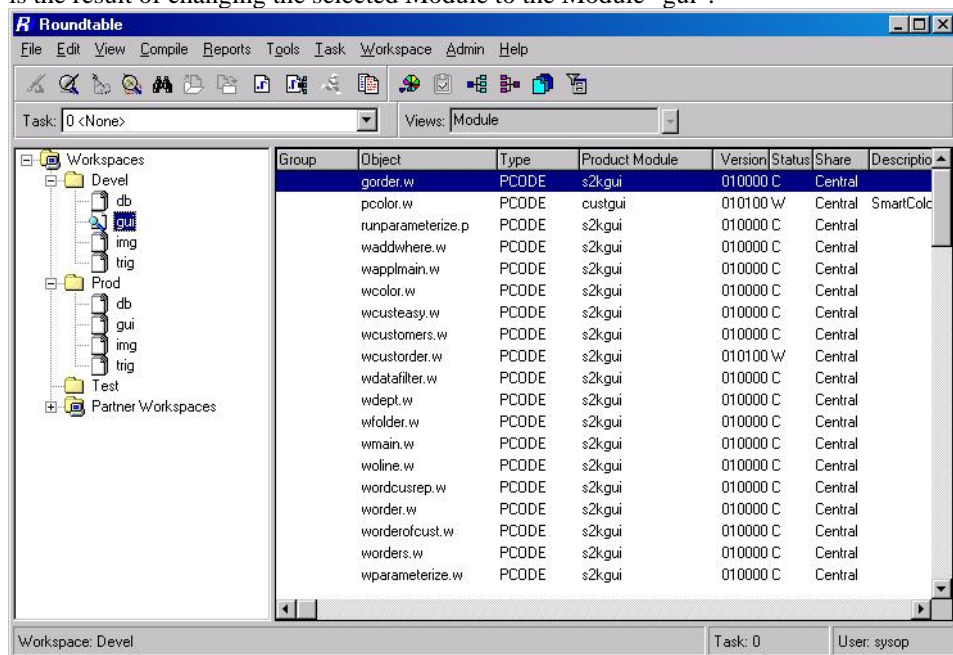 is the result of changing the selected Module to the Module "gui".
Roundtable
File Edit View Compile Reports Tools Task Workspace Admin Help
Task: 0 <None> Views: Module
Workspaces
Devel
db
gui
img
trig
Prod
db
gui
img
trig
Test
Partner Workspaces
Group Object Type Product Module Version Status Share Descriptio
gorder.w PCODE s2kgui 010000 C Central
pcolor.w PCODE custgui 010100 W Central SmartColo
runparameterize.p PCODE s2kgui 010000 C Central
waddwhere.w PCODE s2kgui 010000 C Central
wapplmain.w PCODE s2kgui 010000 C Central
wcolor.w PCODE s2kgui 010000 C Central
wcusteasy.w PCODE s2kgui 010000 C Central
wcustomers.w PCODE s2kgui 010000 C Central
wcustorder.w PCODE s2kgui 010100 W Central
wdatafilter.w PCODE s2kgui 010000 C Central
wdept.w PCODE s2kgui 010000 C Central
wfolder.w PCODE s2kgui 010000 C Central
wmain.w PCODE s2kgui 010000 C Central
woline.w PCODE s2kgui 010000 C Central
wordcusrep.w PCODE s2kgui 010000 C Central
worder.w PCODE s2kgui 010000 C Central
worderofcust.w PCODE s2kgui 010000 C Central
worders.w PCODE s2kgui 010000 C Central
wparameterize.w PCODE s2kgui 010000 C Central
Workspace: Devel Task: 0 User: sysop